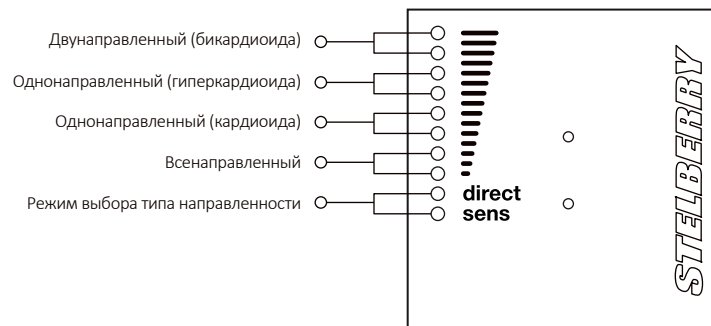 Двунаправленный (бикардиоида)
Однонаправленный (гиперкардиоида)
Однонаправленный (кардиоида)
Всенаправленный
Режим выбора типа направленности
direct
sens
STELBERRY